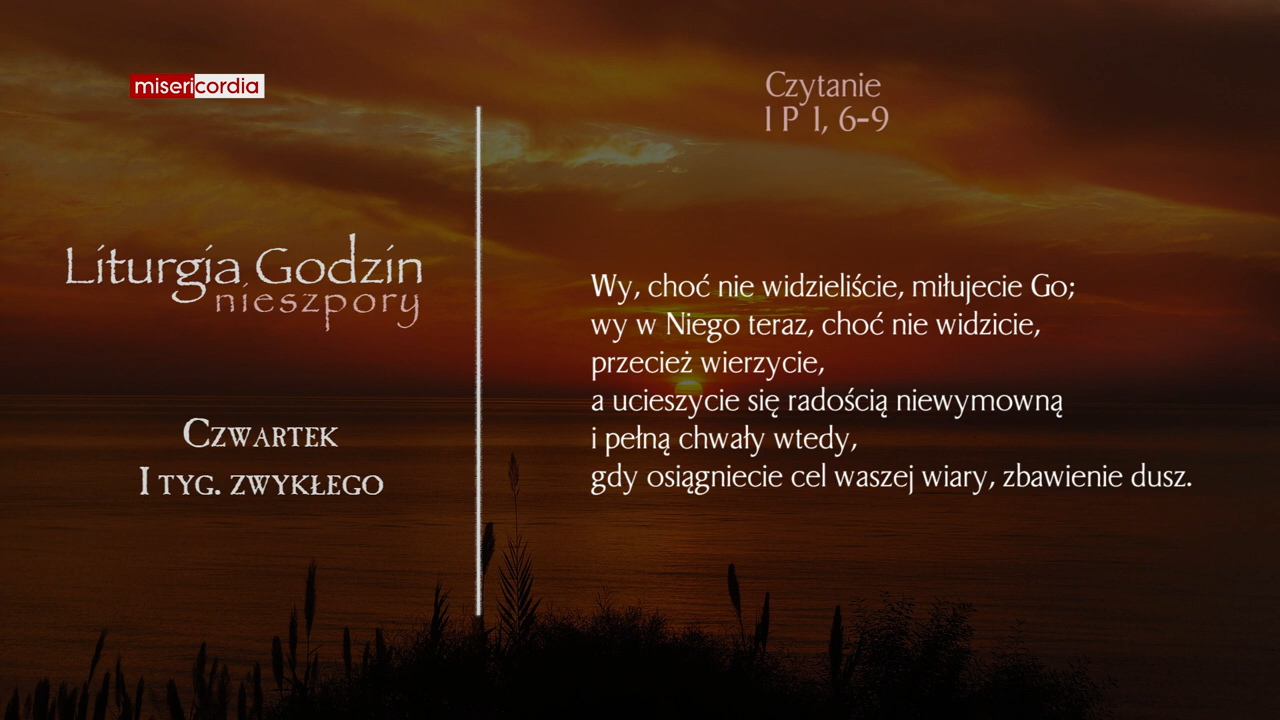 misericordia
Czytanie
1 P 1, 6-9
Liturgia Godzin
nieszpory
Czwartek
I tyg. zwykłego
Wy, choć nie widzieliście, miłujecie Go;
wy w Niego teraz, choć nie widzicie,
przecież wierzycie,
a ucieszycie się radością niewymowną
i pełną chwały wtedy,
gdy osiągniecie cel waszej wiary, zbawienie dusz.